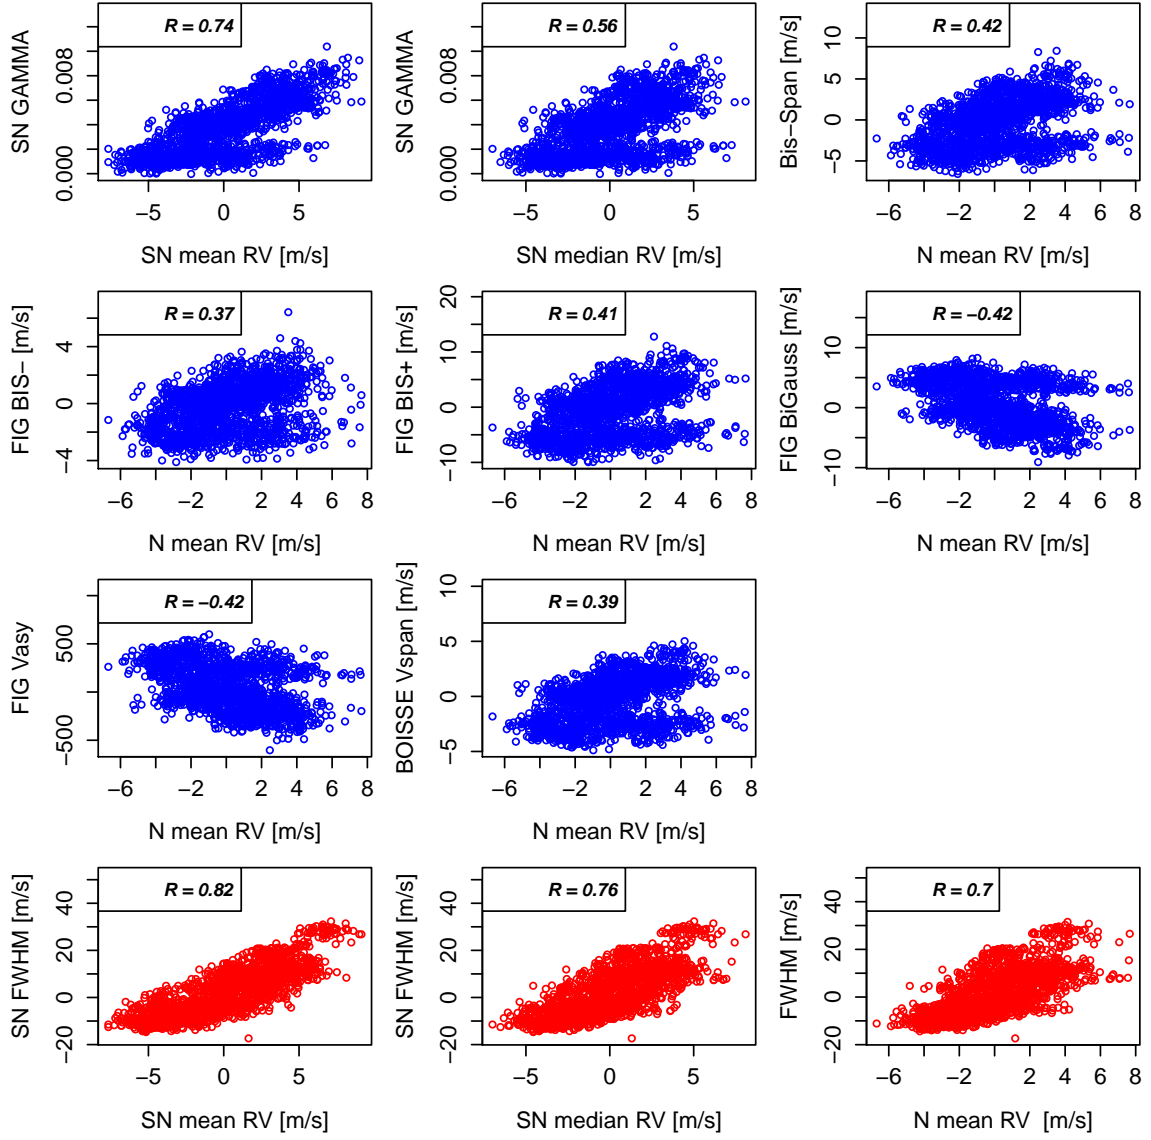 R = 0.74
SN GAMMA
0.000 0.008
−5 0 5
SN mean RV [m/s]
R = 0.56
SN GAMMA
0.000 0.008
−5 0 5
SN median RV [m/s]
R = 0.42
Bis−Span [m/s]
−5 0 5 10
−6 −2 2 4 6 8
N mean RV [m/s]
R = 0.37
FIG BIS− [m/s]
−4 0 4
−6 −2 2 4 6 8
N mean RV [m/s]
R = 0.41
FIG BIS+ [m/s]
−10 0 10 20
−6 −2 2 4 6 8
N mean RV [m/s]
R = −0.42
FIG BiGauss [m/s]
−10 0 10
−6 −2 2 4 6 8
N mean RV [m/s]
R = −0.42
FIG Vasy
−500 500
−6 −2 2 4 6 8
N mean RV [m/s]
R = 0.39
BOISSE Vspan [m/s]
−5 0 5 10
−6 −2 2 4 6 8
N mean RV [m/s]
R = 0.82
SN FWHM [m/s]
−20 0 20 40
−5 0 5
SN mean RV [m/s]
R = 0.76
SN FWHM [m/s]
−20 0 20 40
−5 0 5
SN median RV [m/s]
R = 0.7
FWHM [m/s]
−20 0 20 40
−6 −2 2 4 6 8
N mean RV [m/s]